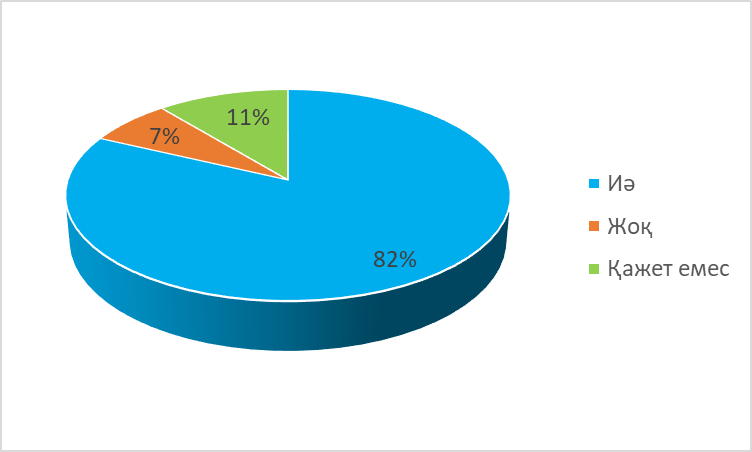 11%
7%
82%
Иә
Жоқ
Қажет емес